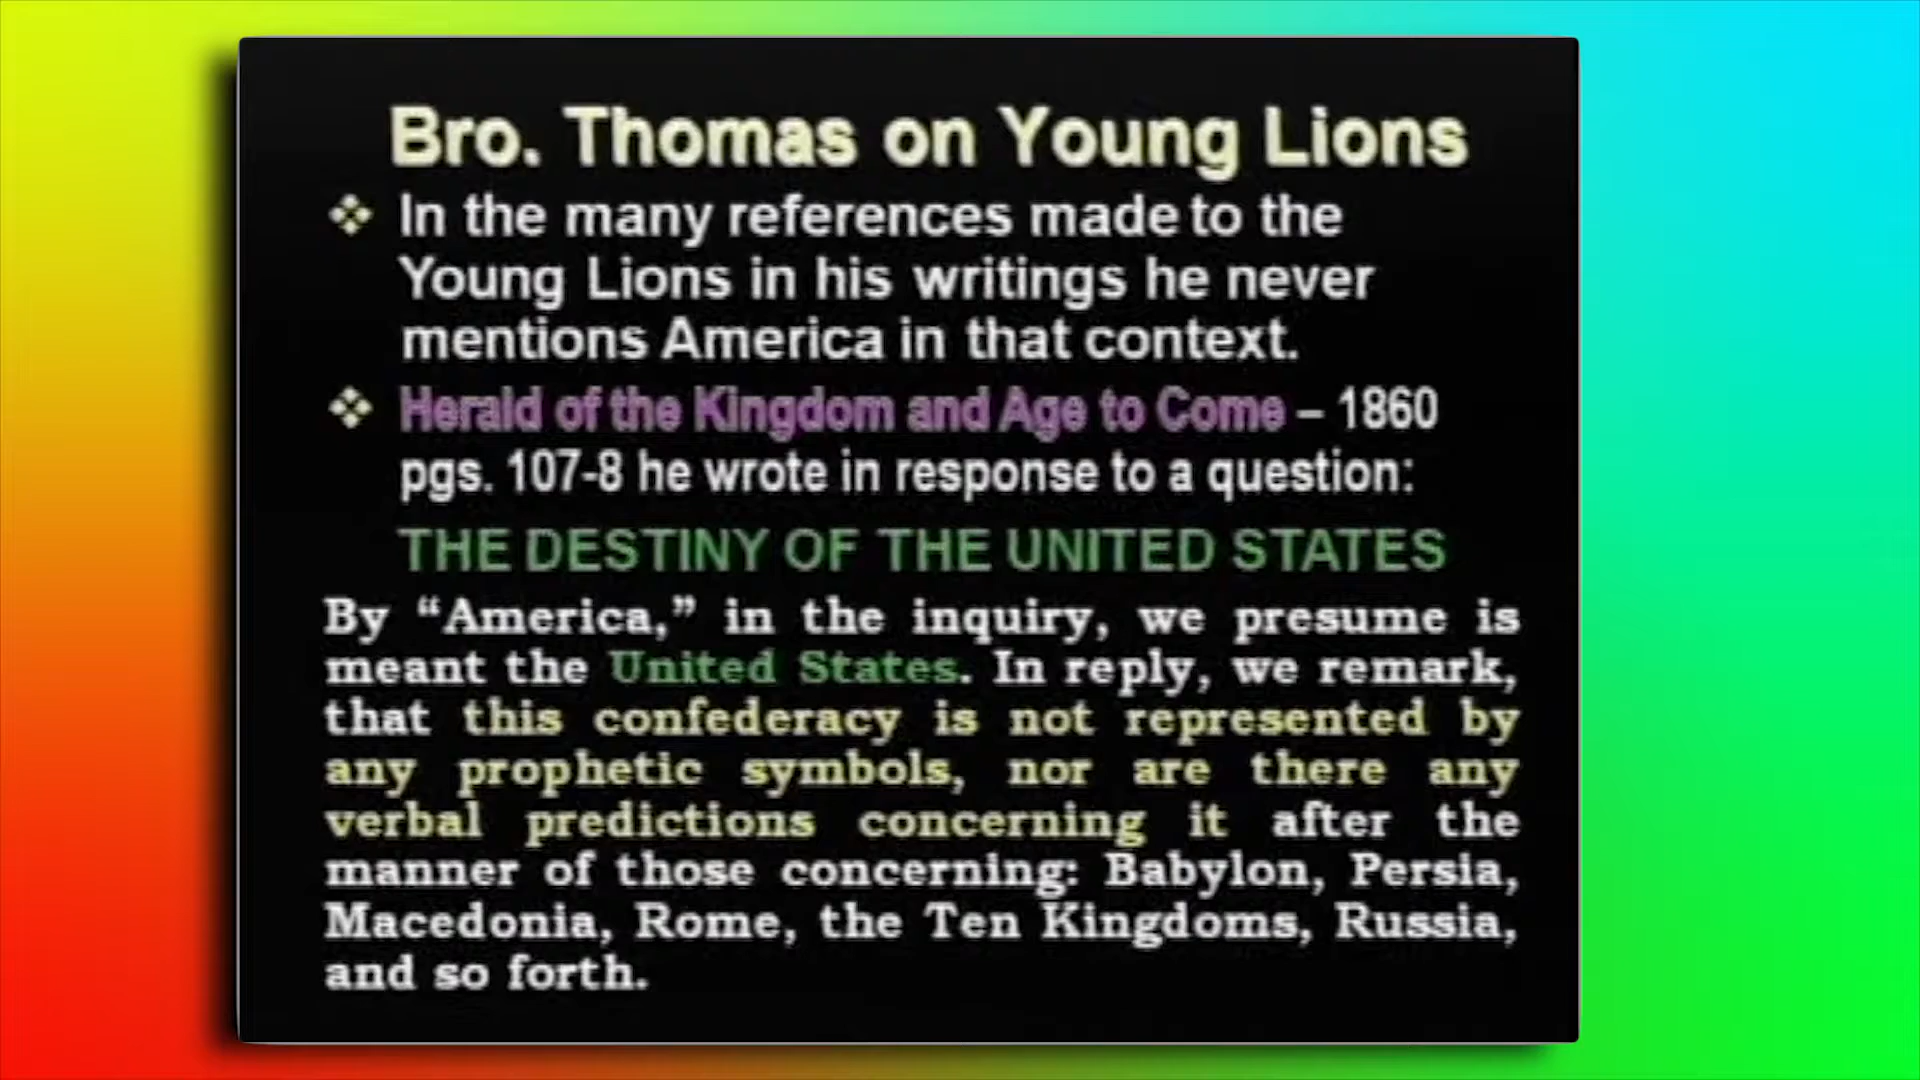 Bro. Thomas on Young Lions
❖ In the many references made to the
Young Lions in his writings he never
mentions America in that context.
❖ Herald of the Kingdom and Age to Come – 1860
pgs. 107-8 he wrote in response to a question:
THE DESTINY OF THE UNITED STATES
By “America,” in the inquiry, we presume is
meant the United States. In reply, we remark,
that this confederacy is not represented by
any prophetic symbols, nor are there any
verbal predictions concerning it after the
manner of those concerning: Babylon, Persia,
Macedonia, Rome, the Ten Kingdoms, Russia,
and so forth.